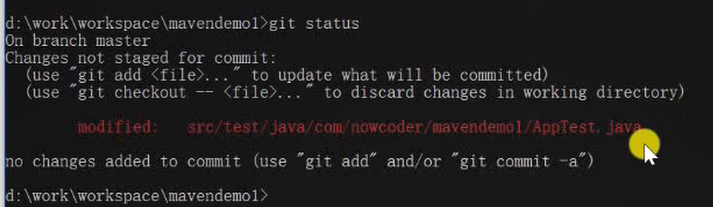 d:\work\workspace\mavendemo1>git status
On branch master
Changes not staged for commit:
  (use "git add <file>..." to update what will be committed)
  (use "git checkout -- <file>..." to discard changes in working directory)

        modified:   src/test/java/com/nowcoder/mavendemo1/AppTest.java

no changes added to commit (use "git add" and/or "git commit -a")

d:\work\workspace\mavendemo1>